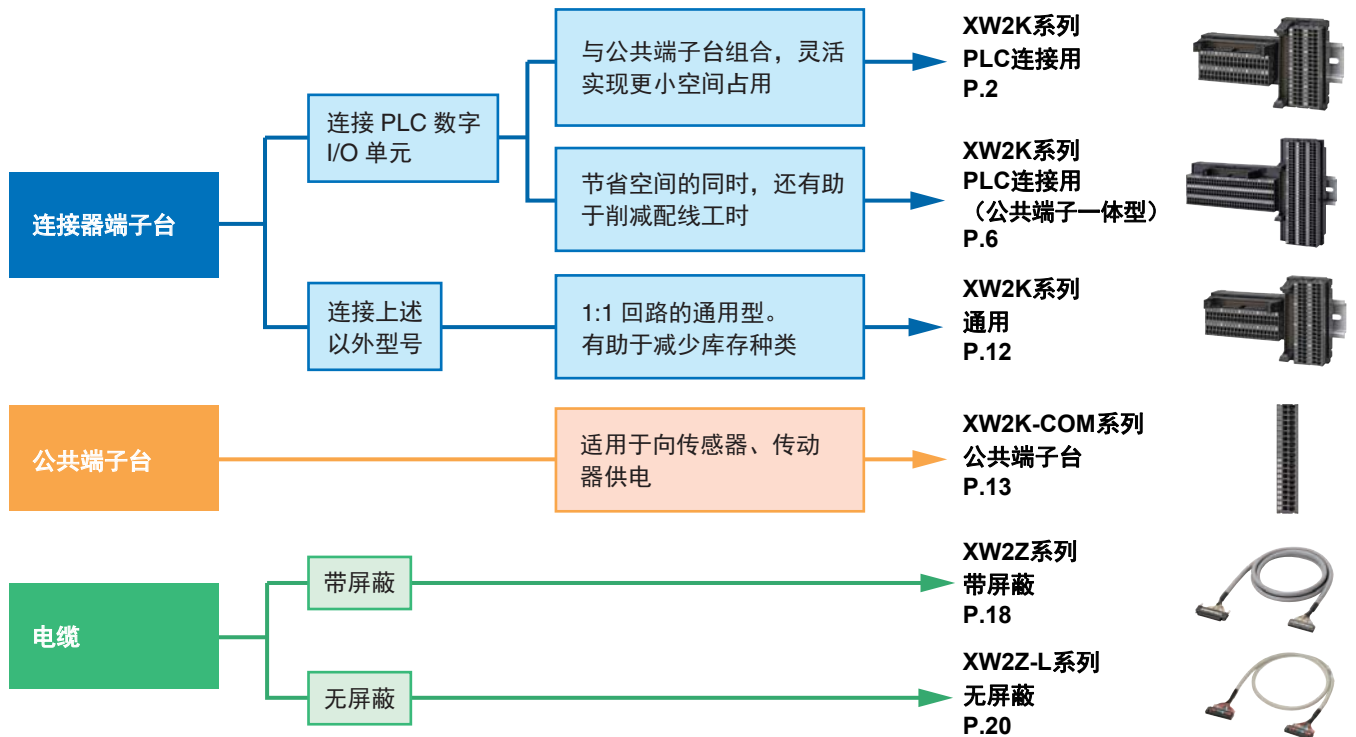 连接器端子台
连接 PLC 数字
I/O 单元
与公共端子台组合，灵活
实现更小空间占用
XW2K系列
PLC连接用
P.2
节省空间的同时，还有助
于削减配线工时
XW2K系列
PLC连接用
（公共端子一体型）
P.6
连接上述
以外型号
1:1 回路的通用型。
有助于减少库存种类
XW2K系列
通用
P.12
公共端子台
适用于向传感器、传动
器供电
XW2K-COM系列
公共端子台
P.13
电缆
带屏蔽
XW2Z系列
带屏蔽
P.18
无屏蔽
XW2Z-L系列
无屏蔽
P.20